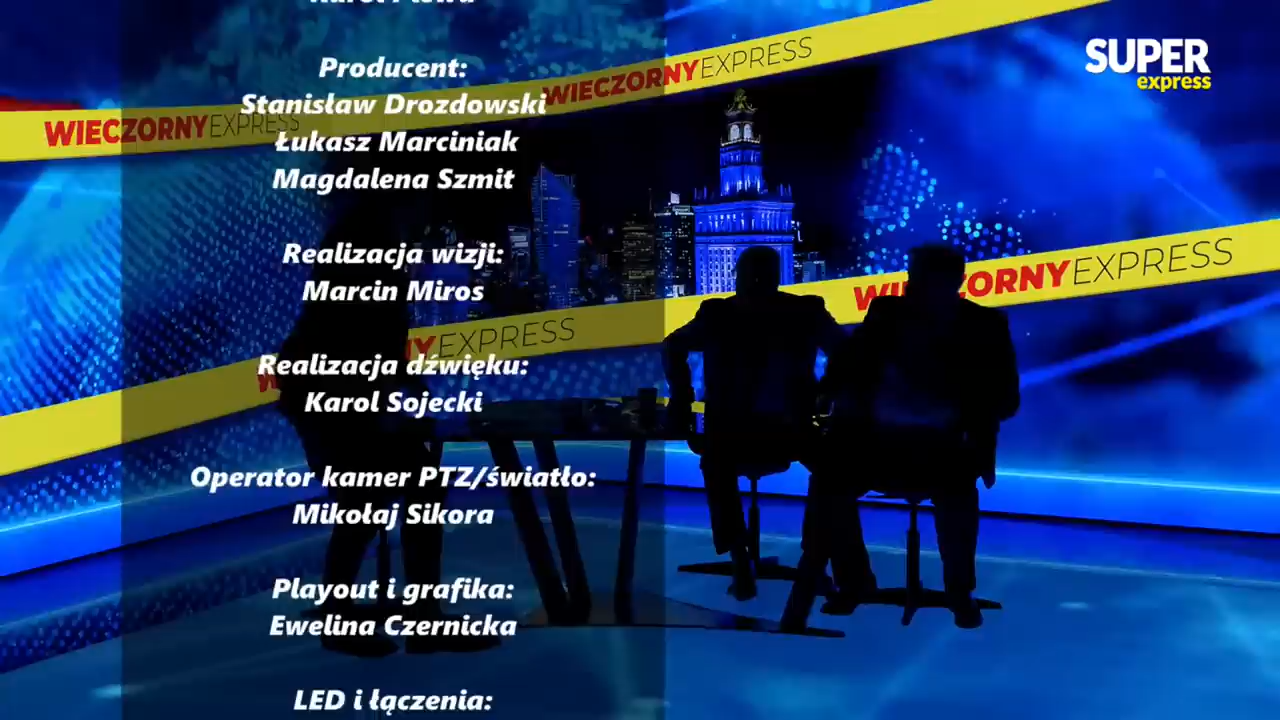 Producent:
Stanisław Drozdowski
Łukasz Marciniak
Magdalena Szmit
Realizacja wizji:
Marcin Miros
Realizacja dźwięku:
Karol Sojecki
Operator kamer PTZ/światło:
Mikołaj Sikora
Playout i grafika:
Ewelina Czernicka
LED i łączenia:
SUPER
express
WIECZORNYEXPRESS
WIECZORNYEXPRESS
WIECZORNYEXPRESS
EXPRESS